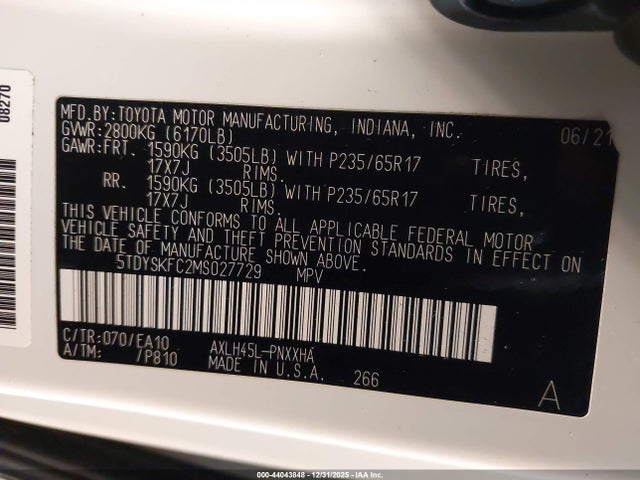 08270
MFD.BY:TOYOTA MOTOR MANUFACTURING, INDIANA, INC. 06/21
GVWR:2800KG (6170LB)
GAWR:FRT. 1590KG (3505LB) WITH P235/65R17 TIRES,
17X7J RIMS.
RR. 1590KG (3505LB) WITH P235/65R17 TIRES,
17X7J RIMS.
THIS VEHICLE CONFORMS TO ALL APPLICABLE FEDERAL MOTOR
VEHICLE SAFETY AND THEFT PREVENTION STANDARDS IN EFFECT ON
THE DATE OF MANUFACTURE SHOWN ABOVE.
5TDYSKFC2MS027729 MPV
C/TR:070/EA10 AXLH45L-PNXXHA
A/TM: /P810 MADE IN U.S.A. 266
A
000-44043848 - 12/31/2025 - IAA Inc.